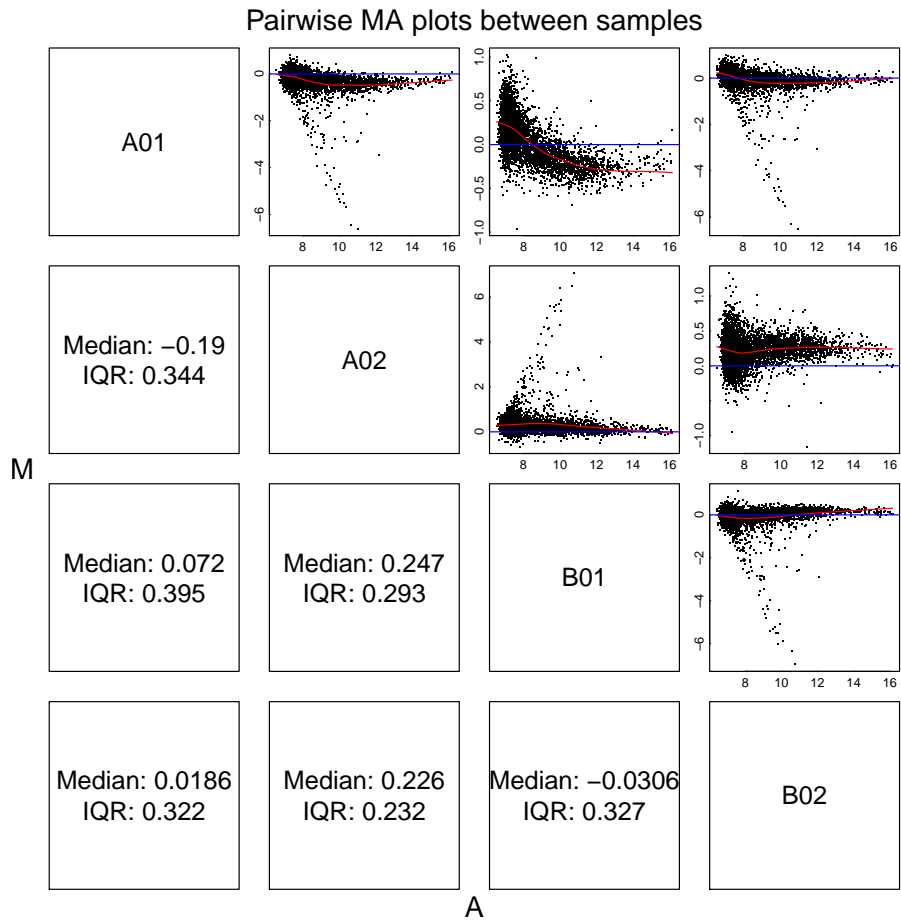 Pairwise MA plots between samples
A01
0
−2
−4
−6
8 10 12 14 16
1.0
0.5
0.0
−0.5
−1.0
8 10 12 14 16
0
−2
−4
−6
8 10 12 14 16
Median: −0.19
IQR: 0.344
A02
6
4
2
0
8 10 12 14 16
1.0
0.5
0.0
−1.0
8 10 12 14 16
M
Median: 0.072
IQR: 0.395
Median: 0.247
IQR: 0.293
B01
0
−2
−4
−6
8 10 12 14 16
Median: 0.0186
IQR: 0.322
Median: 0.226
IQR: 0.232
Median: −0.0306
IQR: 0.327
B02
A